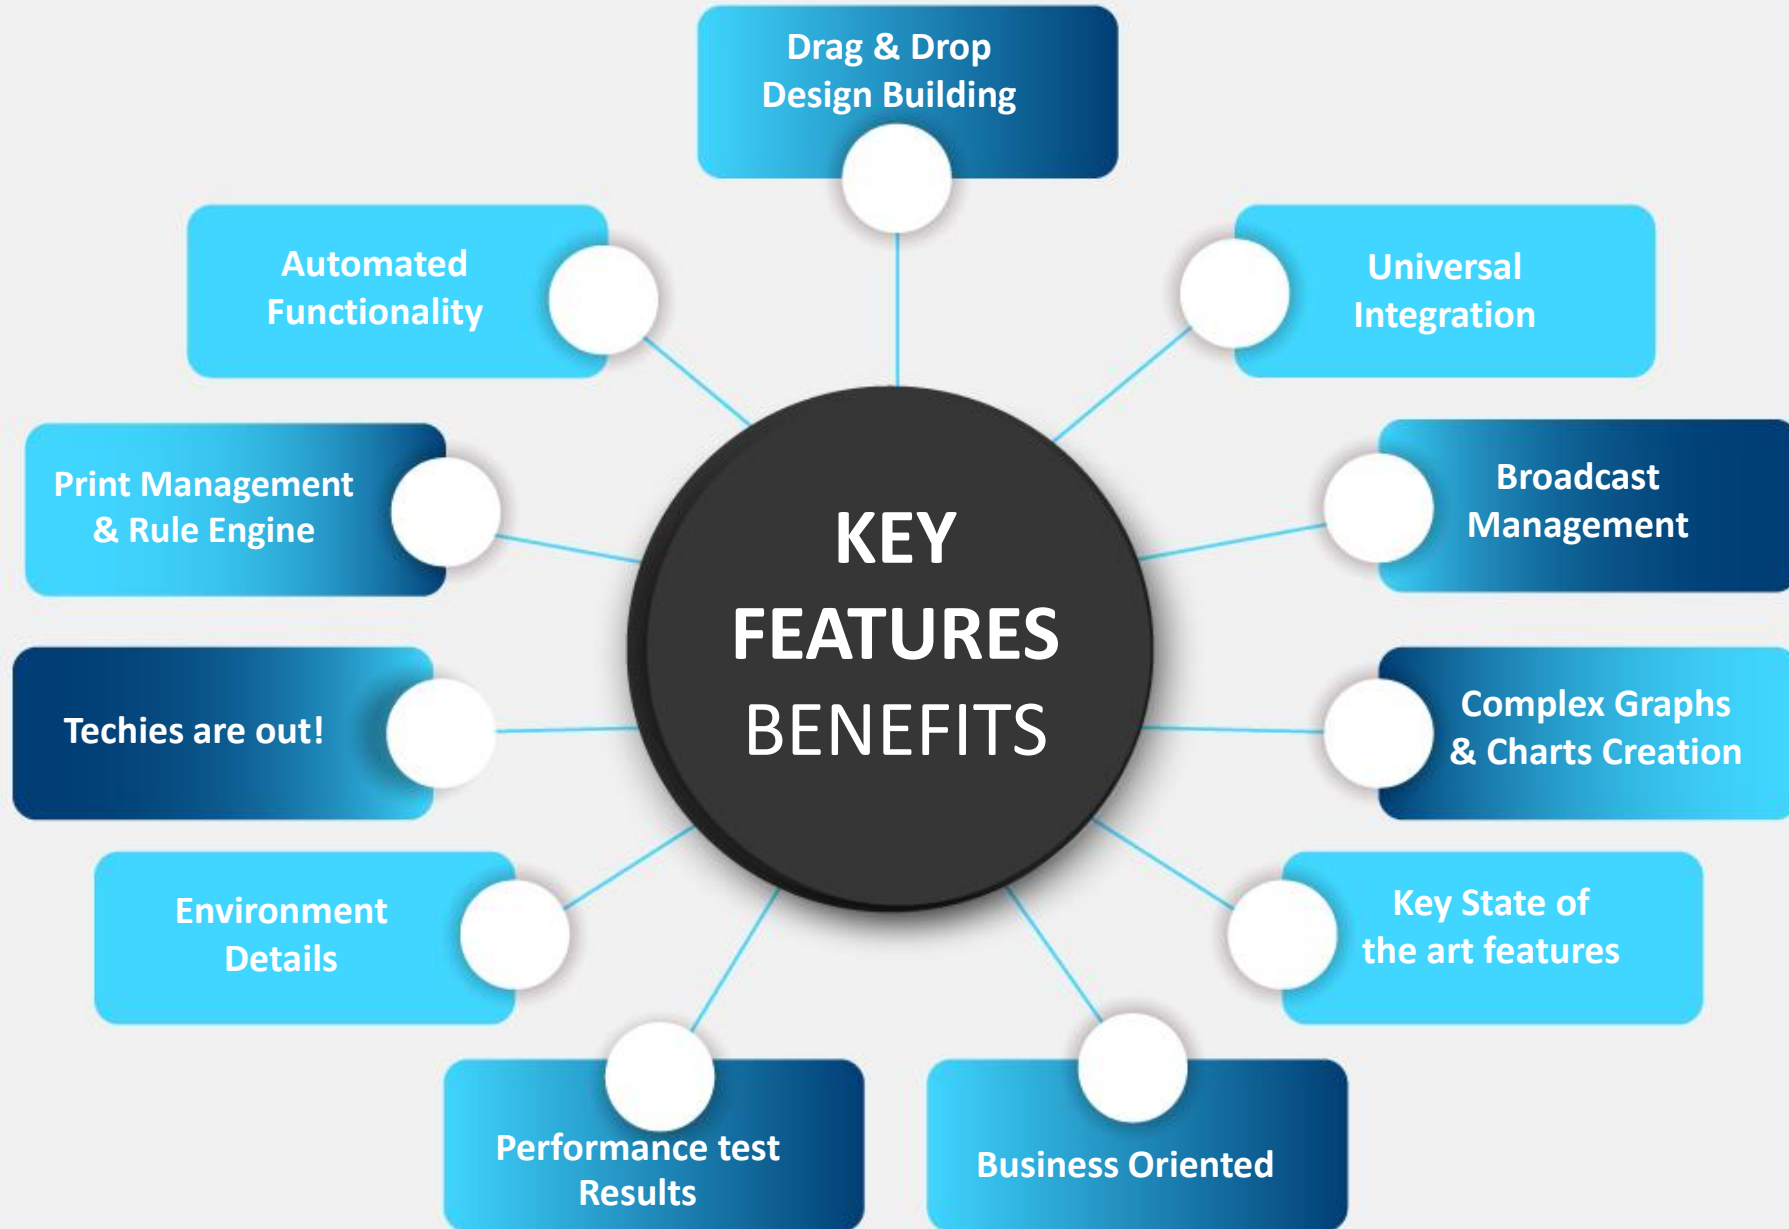 Drag & Drop
Design Building
Automated
Functionality
Universal
Integration
Print Management
& Rule Engine
Broadcast
Management
KEY
FEATURES
BENEFITS
Techies are out!
Complex Graphs
& Charts Creation
Environment
Details
Key State of
the art features
Performance test
Results
Business Oriented